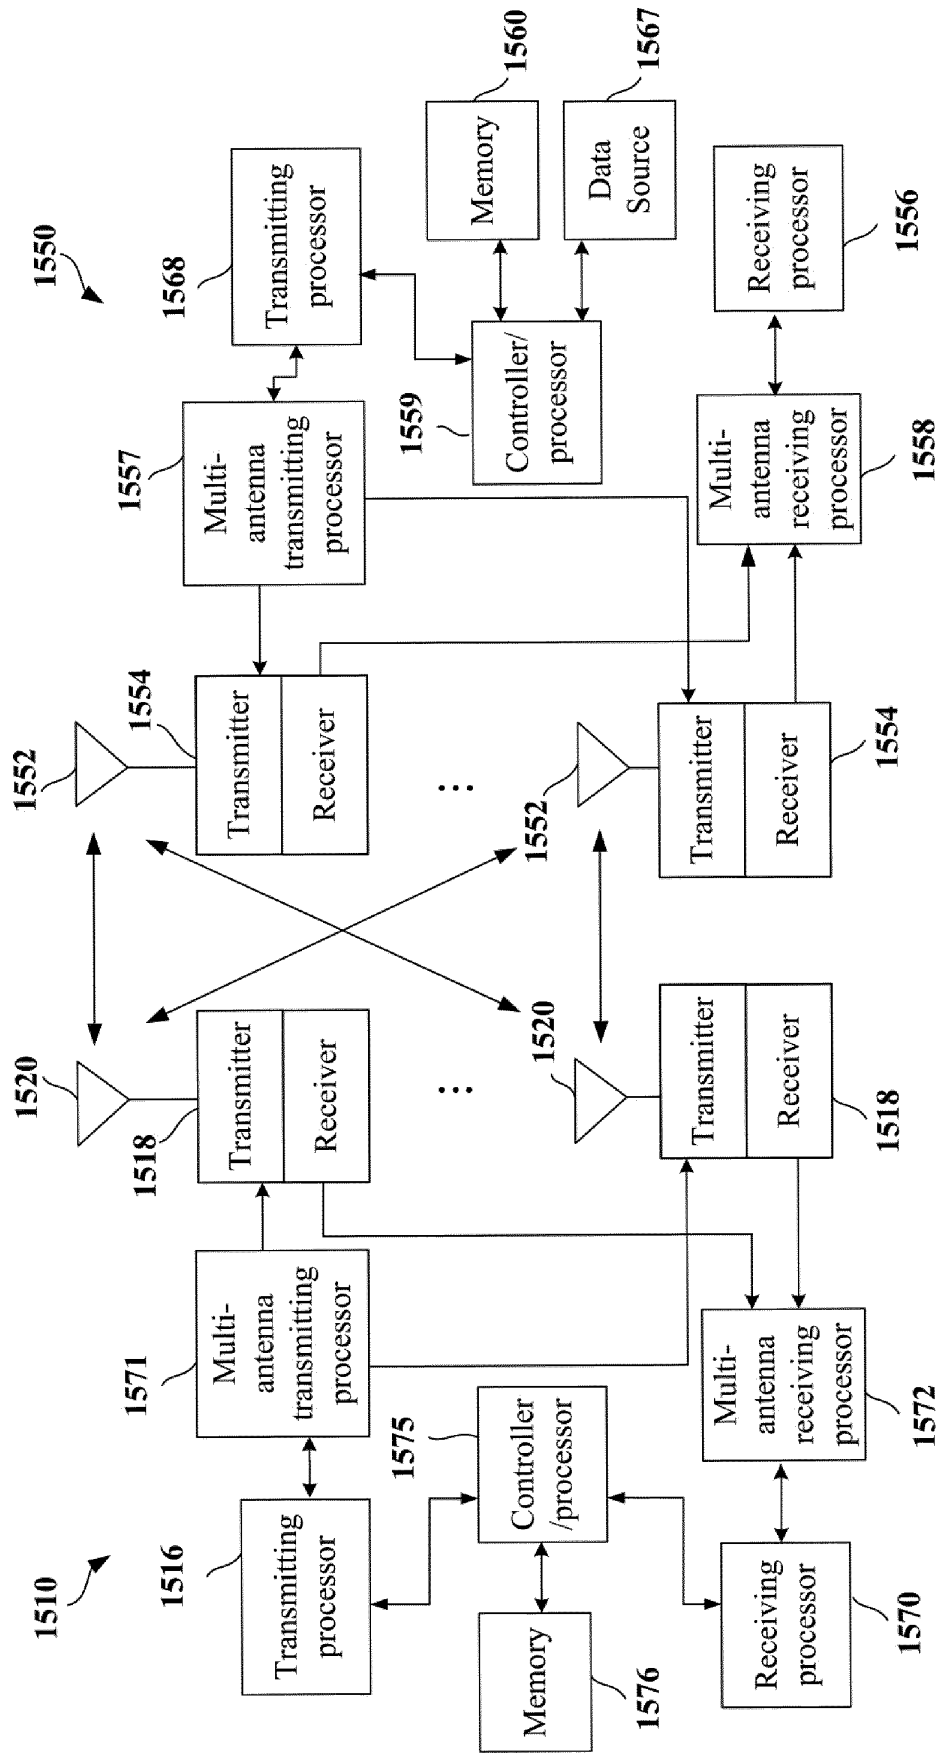 1510
1516
Transmitting
processor
1571
Multi-
antenna
transmitting
processor
1518
Transmitter
Receiver
1520
1552
1554
Transmitter
Receiver
1557
Multi-
antenna
transmitting
processor
1568
Transmitting
processor
1550
1576
Memory
1575
Controller
/processor
...
...
1559
Controller/
processor
1560
Memory
1567
Data
Source
1570
Receiving
processor
1572
Multi-
antenna
receiving
processor
1520
Transmitter
Receiver
1518
1552
Transmitter
Receiver
1554
1558
Multi-
antenna
receiving
processor
1556
Receiving
processor